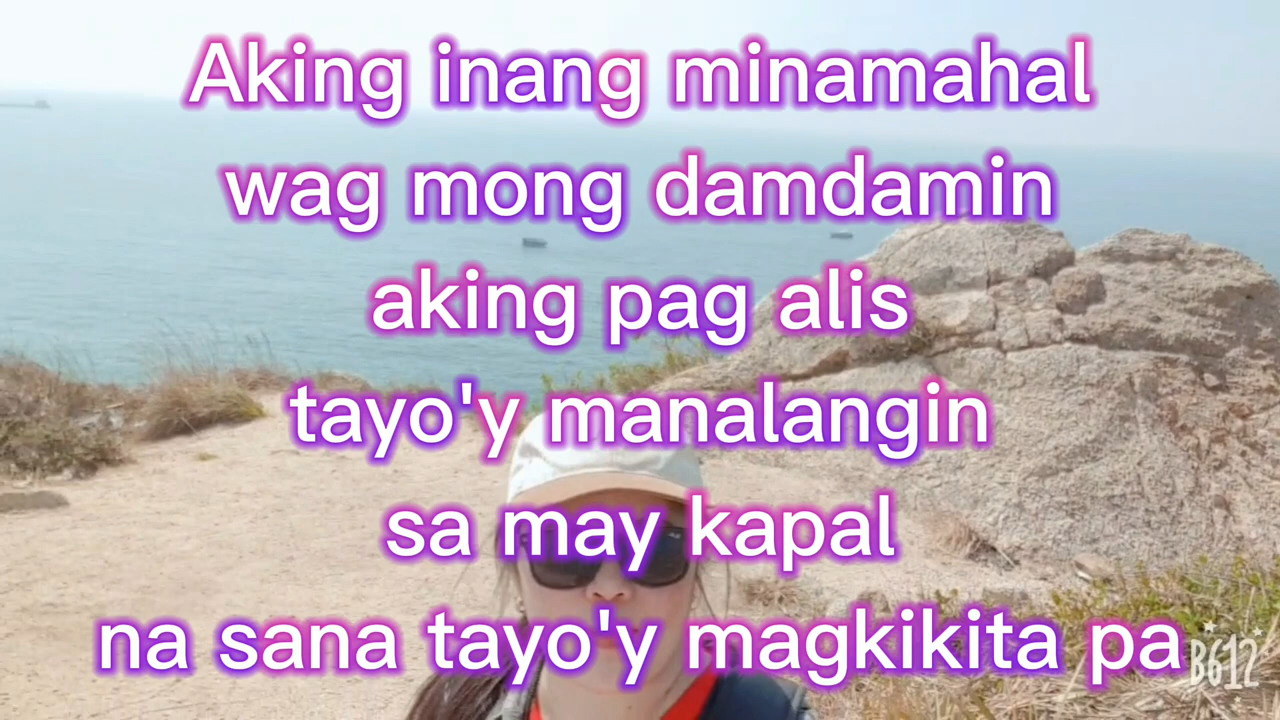 Aking inang minamahal
wag mong damdamin
aking pag alis
tayo'y manalangin
sa may kapal
na sana tayo'y magkikita pa
B612